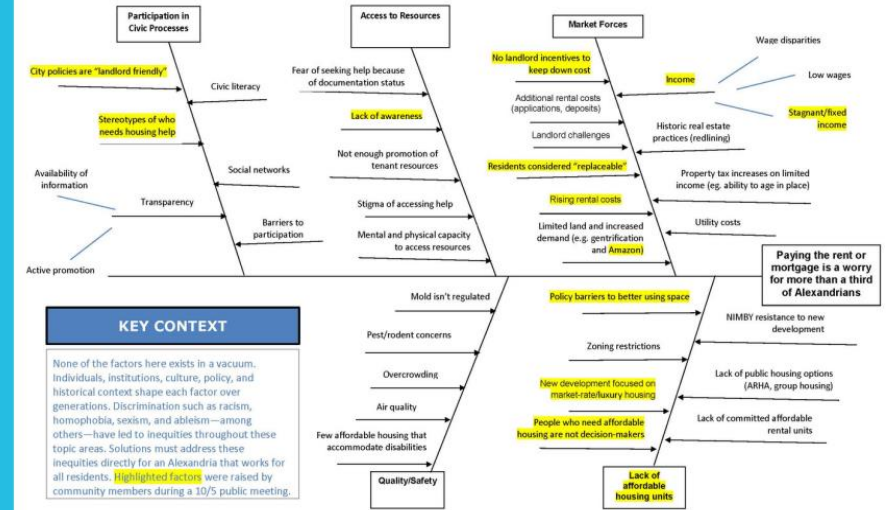 Participation in
Civic Processes
City policies are "landlord friendly"
Civic literacy
Stereotypes of who
needs housing help
Social networks
Availability of
information
Transparency
Barriers to
participation
Active promotion
Access to Resources
Fear of seeking help because
of documentation status
Lack of awareness
Not enough promotion of
tenant resources
Stigma of accessing help
Mental and physical capacity
to access resources
Market Forces
No landlord incentives to
keep down cost
Additional rental costs
(applications, deposits)
Landlord challenges
Residents considered "replaceable"
Rising rental costs
Limited land and increased
demand (e.g. gentrification
and Amazon)
Wage disparities
Income
Low wages
Stagnant/fixed
income
Historic real estate
practices (redlining)
Property tax increases on limited
income (eg. ability to age in place)
Utility costs
Paying the rent or
mortgage is a worry
for more than a third
of Alexandrians
KEY CONTEXT
None of the factors here exists in a vacuum.
Individuals, institutions, culture, policy, and
historical context shape each factor over
generations. Discrimination such as racism,
homophobia, sexism, and ableism—among
others—have led to inequities throughout these
topic areas. Solutions must address these
inequities directly for an Alexandria that works for
all residents. Highlighted factors were raised by
community members during a 10/5 public meeting.
Mold isn't regulated
Pest/rodent concerns
Overcrowding
Air quality
Few affordable housing that
accommodate disabilities
Quality/Safety
Policy barriers to better using space
Zoning restrictions
New development focused on
market-rate/luxury housing
People who need affordable
housing are not decision-makers
NIMBY resistance to new
development
Lack of public housing options
(ARHA, group housing)
Lack of committed affordable
rental units
Lack of
affordable
housing units